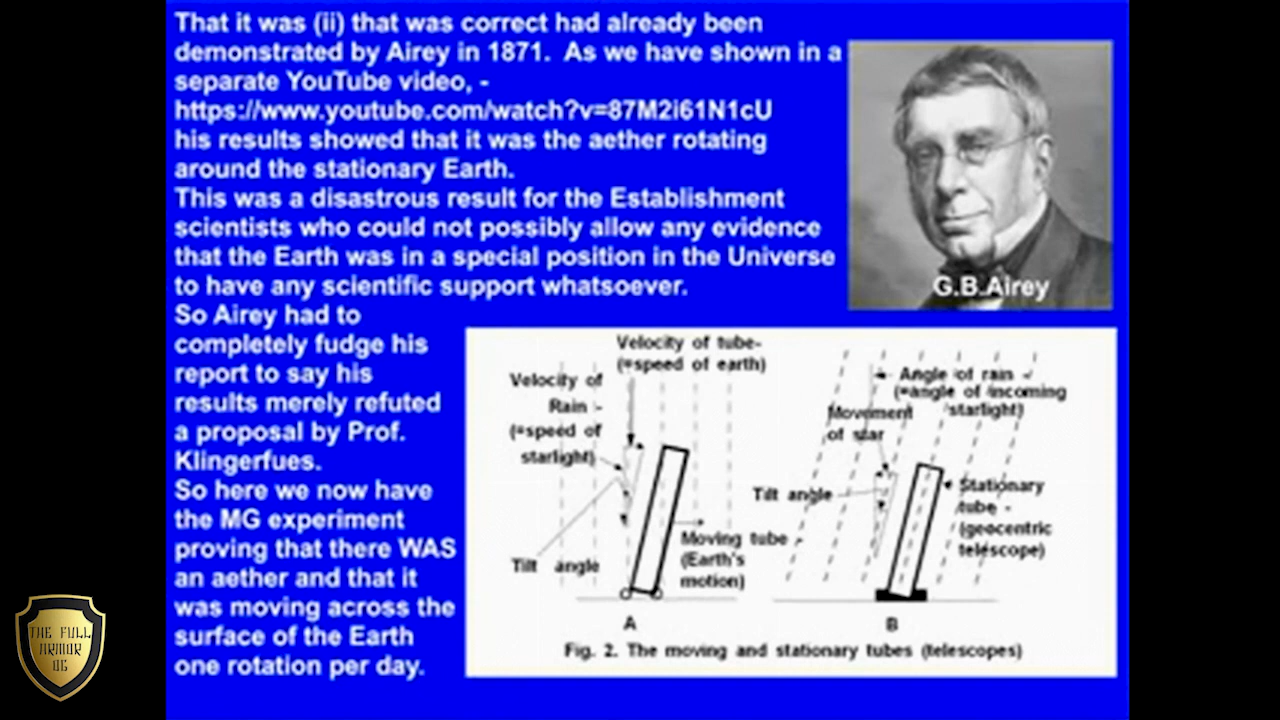 That it was (ii) that was correct had already been
demonstrated by Airey in 1871. As we have shown in a
separate YouTube video, -
https://www.youtube.com/watch?v=87M2i61N1cU
his results showed that it was the aether rotating
around the stationary Earth.
This was a disastrous result for the Establishment
scientists who could not possibly allow any evidence
that the Earth was in a special position in the Universe
to have any scientific support whatsoever.
So Airey had to
completely fudge his
report to say his
results merely refuted
a proposal by Prof.
Klingerfues.
So here we now have
the MG experiment
proving that there WAS
an aether and that it
was moving across the
surface of the Earth
one rotation per day.
G.B.Airey
Velocity of tube-
(=speed of earth)
Velocity of
Rain -
(=speed of
starlight)
Tilt angle
Moving tube -
(Earth's
motion)
A
Angle of rain -
(=angle of incoming
starlight)
Movement
of star
Tilt angle
Stationary
tube -
(geocentric
telescope)
B
Fig. 2. The moving and stationary tubes (telescopes)
THE FULL
ARMOR
OG